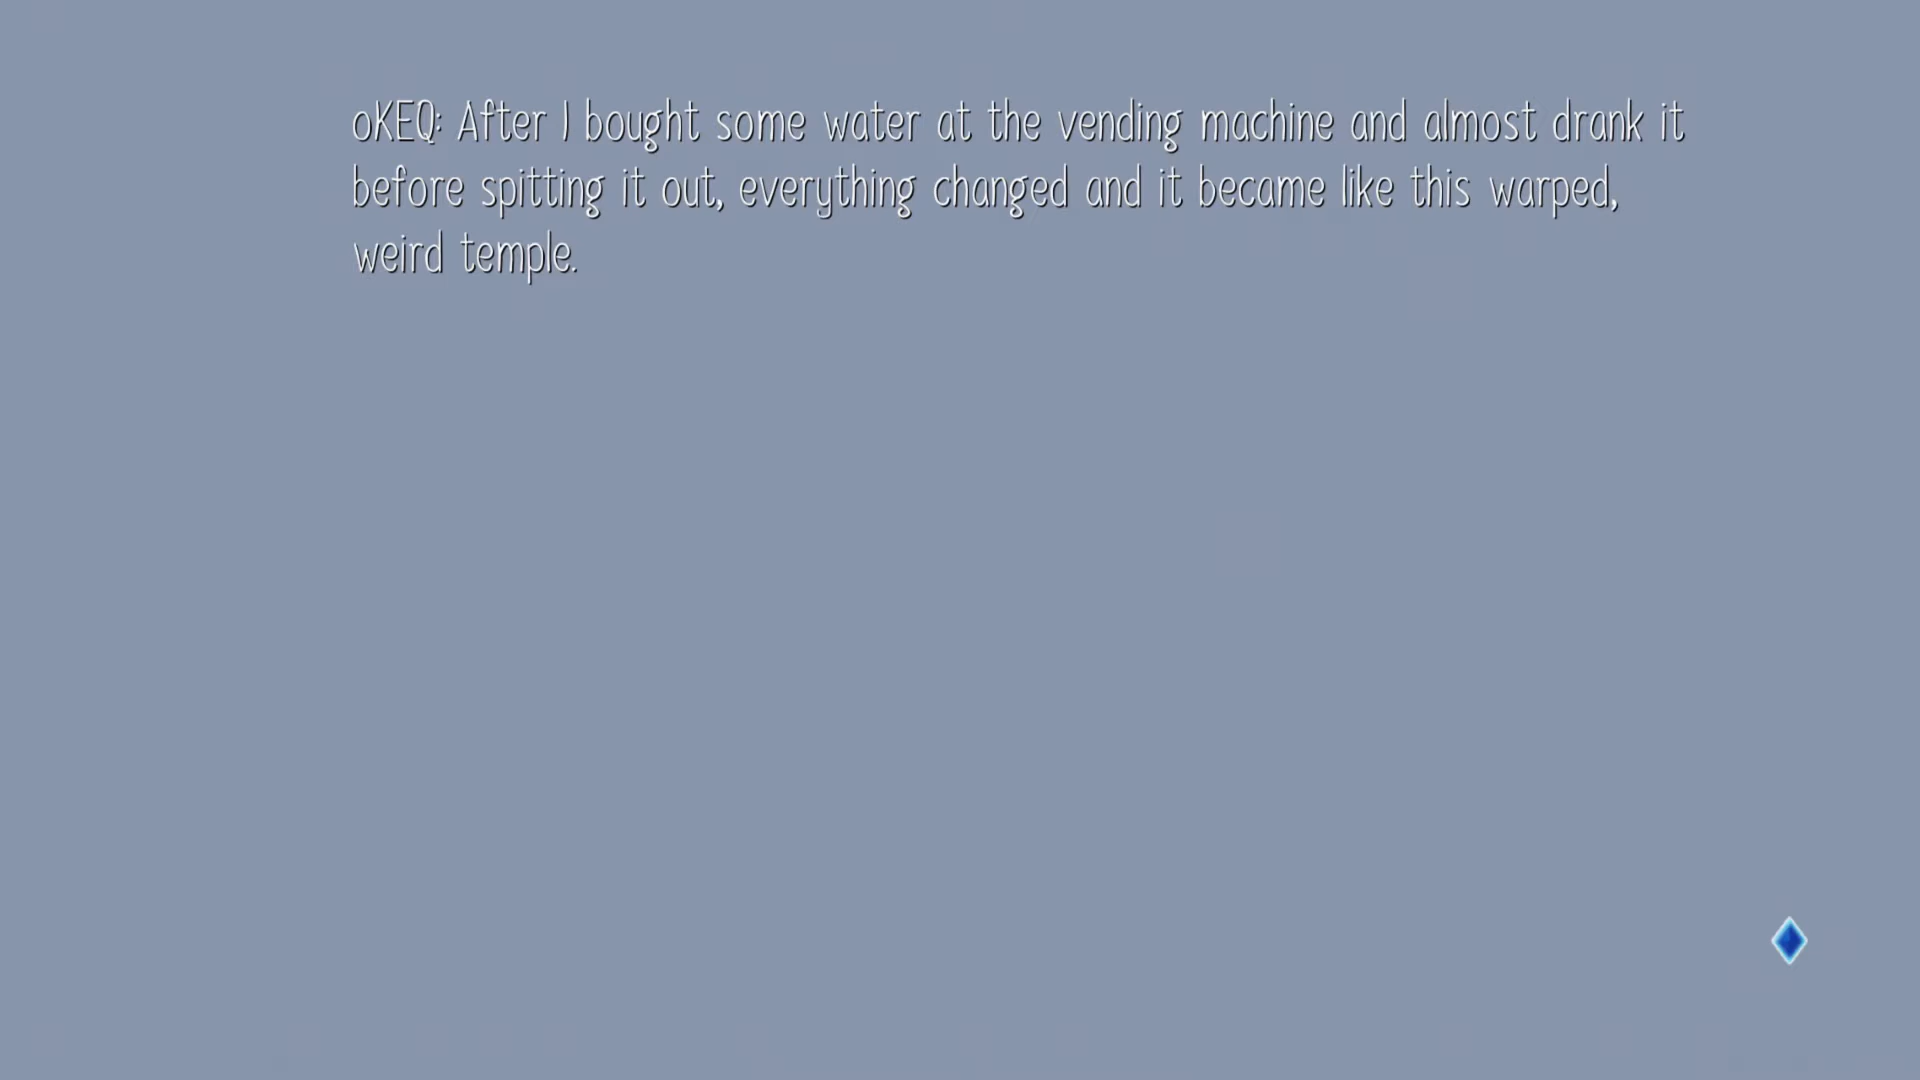 oKEQ: After I bought some water at the vending machine and almost drank it
before spitting it out, everything changed and it became like this warped,
weird temple.